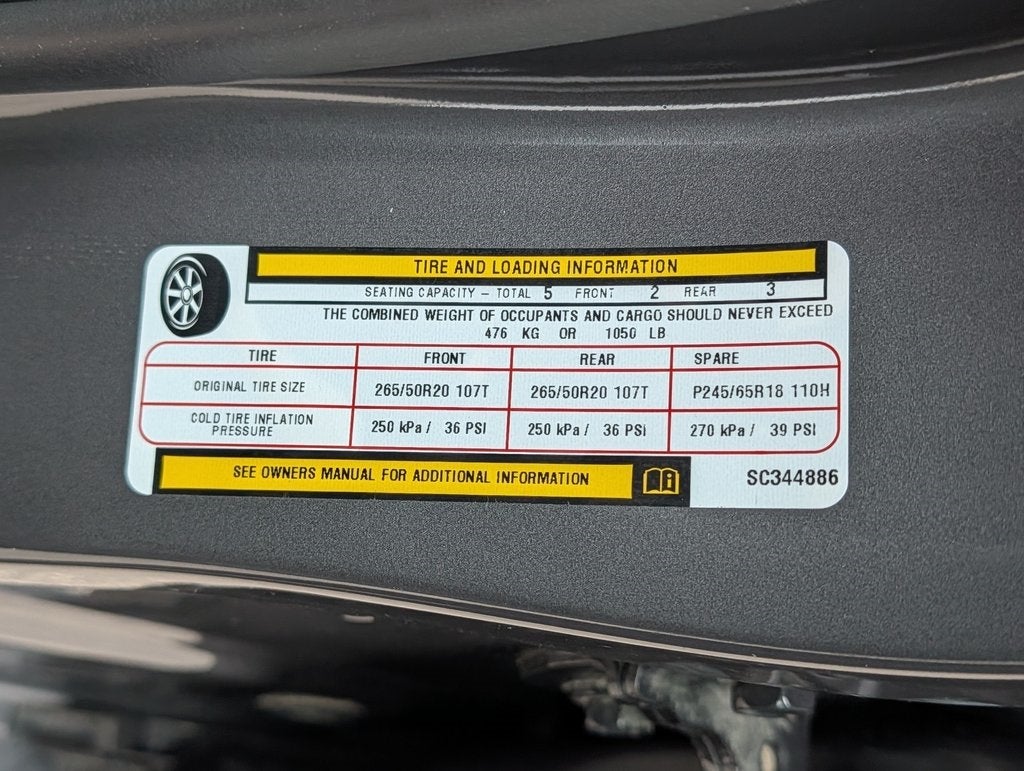 TIRE AND LOADING INFORMATION
SEATING CAPACITY – TOTAL 5 FRONT 2 REAR 3
THE COMBINED WEIGHT OF OCCUPANTS AND CARGO SHOULD NEVER EXCEED
476 KG OR 1050 LB
TIRE FRONT REAR SPARE
ORIGINAL TIRE SIZE 265/50R20 107T 265/50R20 107T P245/65R18 110H
COLD TIRE INFLATION
PRESSURE 250 kPa / 36 PSI 250 kPa / 36 PSI 270 kPa / 39 PSI
SEE OWNERS MANUAL FOR ADDITIONAL INFORMATION
SC344886